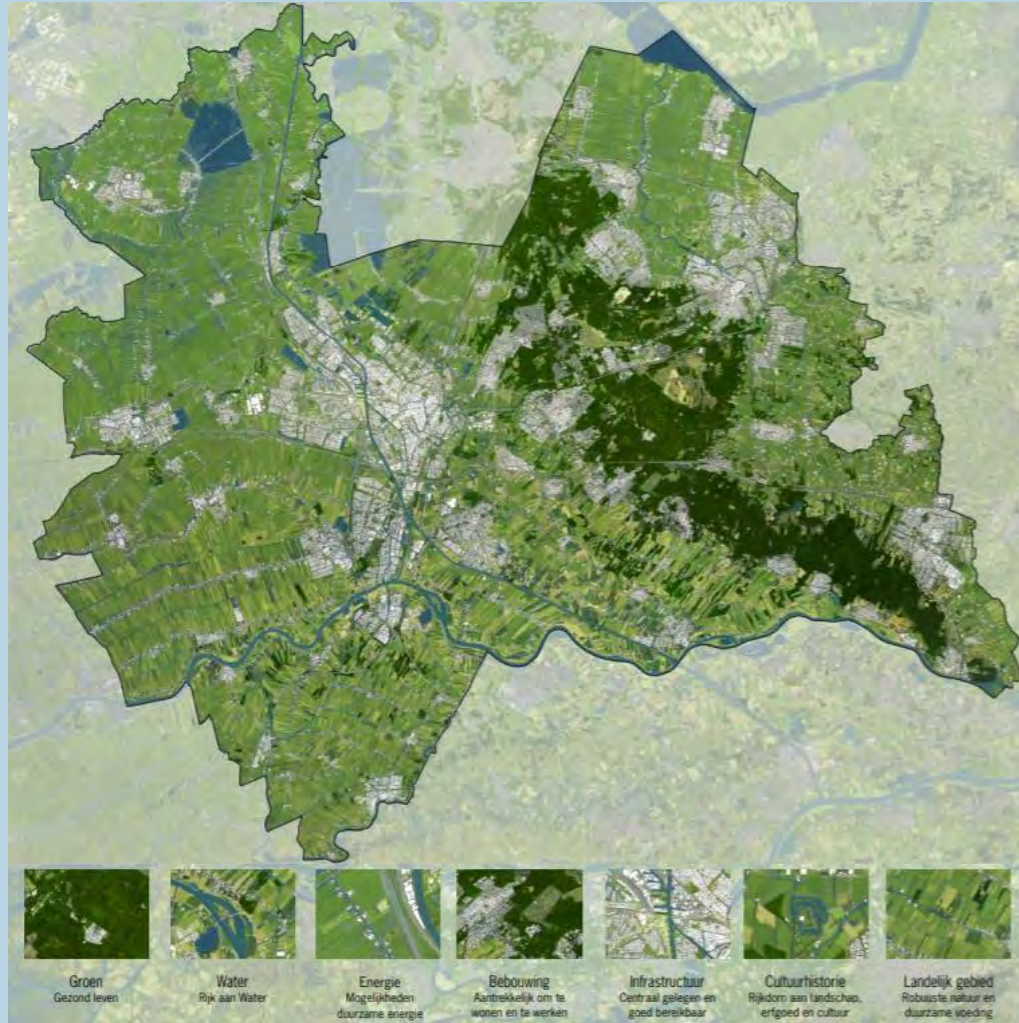 Groen
Gezond leven
Water
Rijk aan Water
Energie
Mogelijkheden
duurzame energie
Bebouwing
Aantrekkelijk om te
wonen en te werken
Infrastructuur
Centraal gelegen en
goed bereikbaar
Cultuurhistorie
Rijkdom aan landschap,
erfgoed en cultuur
Landelijk gebied
Robuuste natuur en
duurzame voeding